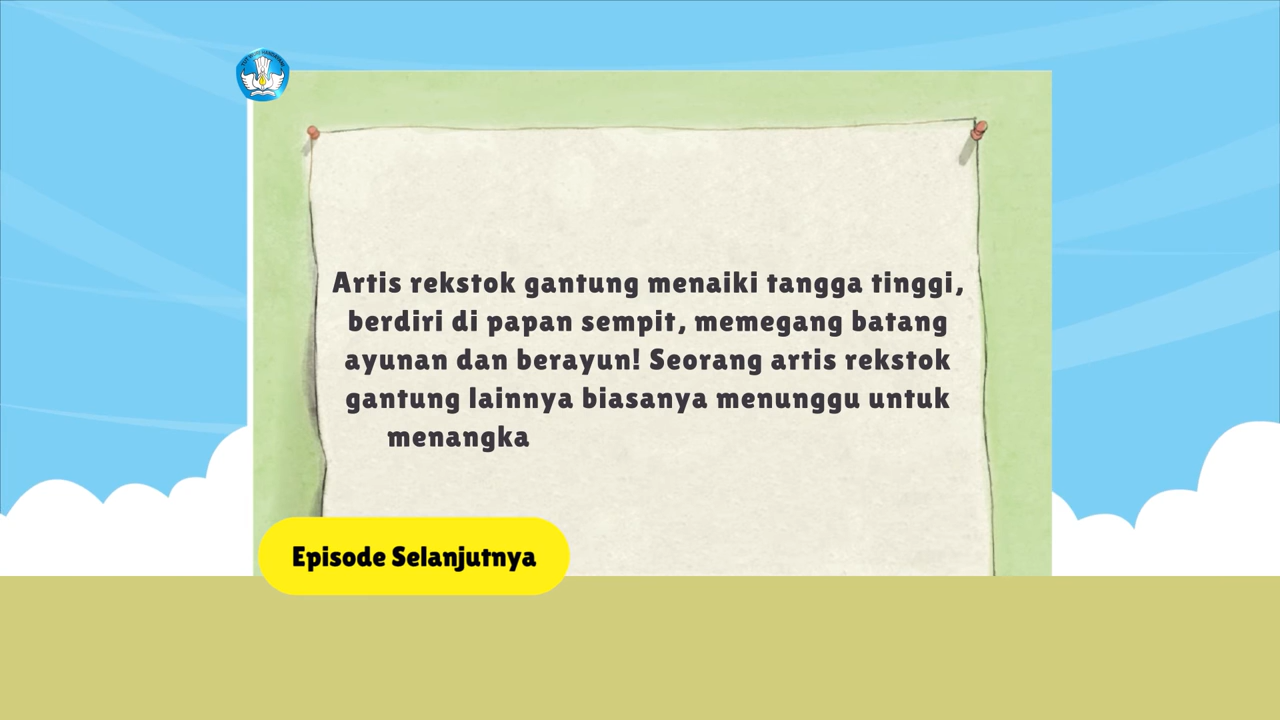 Artis rekstok gantung menaiki tangga tinggi,
berdiri di papan sempit, memegang batang
ayunan dan berayun! Seorang artis rekstok
gantung lainnya biasanya menunggu untuk
menangka
Episode Selanjutnya